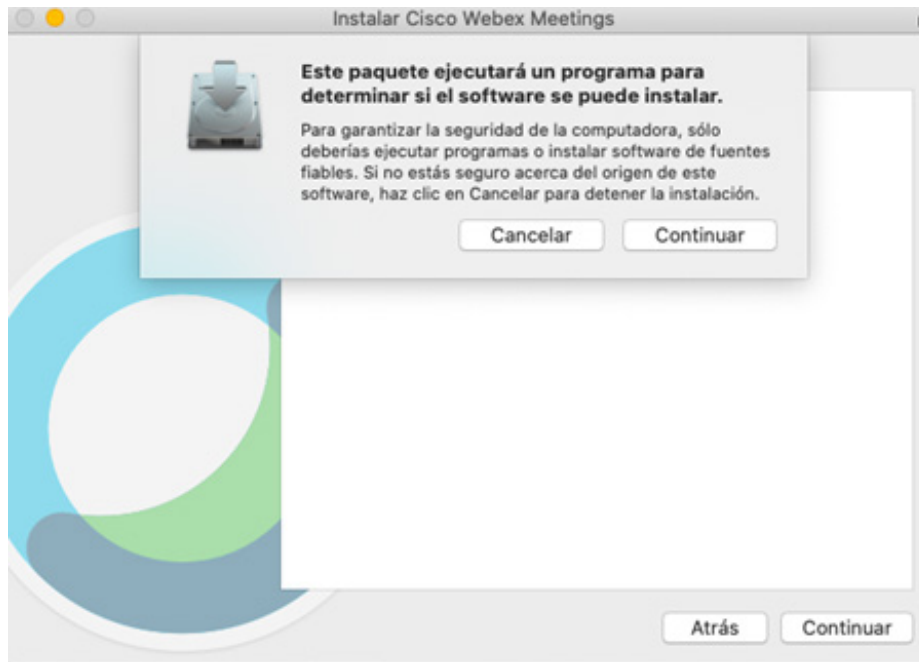 Instalar Cisco Webex Meetings
Este paquete ejecutará un programa para
determinar si el software se puede instalar.
Para garantizar la seguridad de la computadora, sólo
deberías ejecutar programas o instalar software de fuentes
fiables. Si no estás seguro acerca del origen de este
software, haz clic en Cancelar para detener la instalación.
Cancelar Continuar
Atrás Continuar